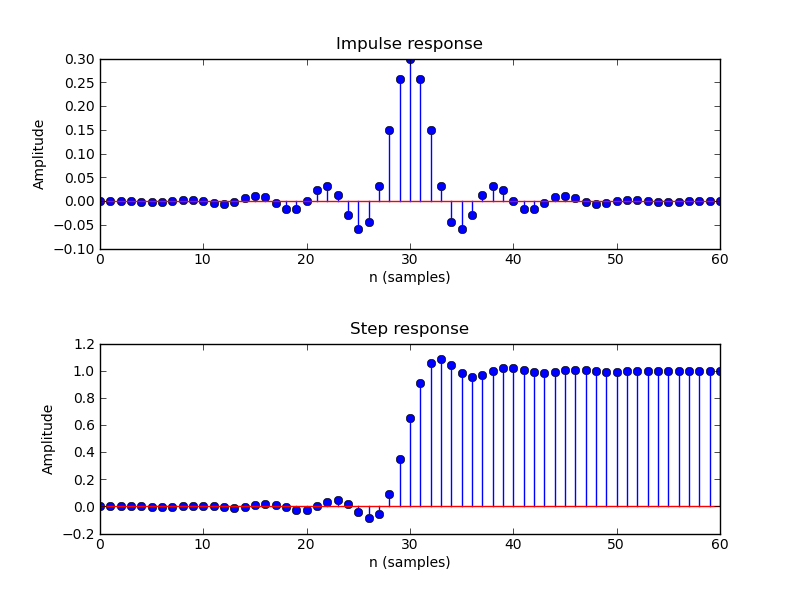 Impulse response
Amplitude
0.30
0.25
0.20
0.15
0.10
0.05
0.00
−0.05
−0.10
0 10 20 30 40 50 60
n (samples)
Step response
Amplitude
1.2
1.0
0.8
0.6
0.4
0.2
0.0
−0.2
0 10 20 30 40 50 60
n (samples)